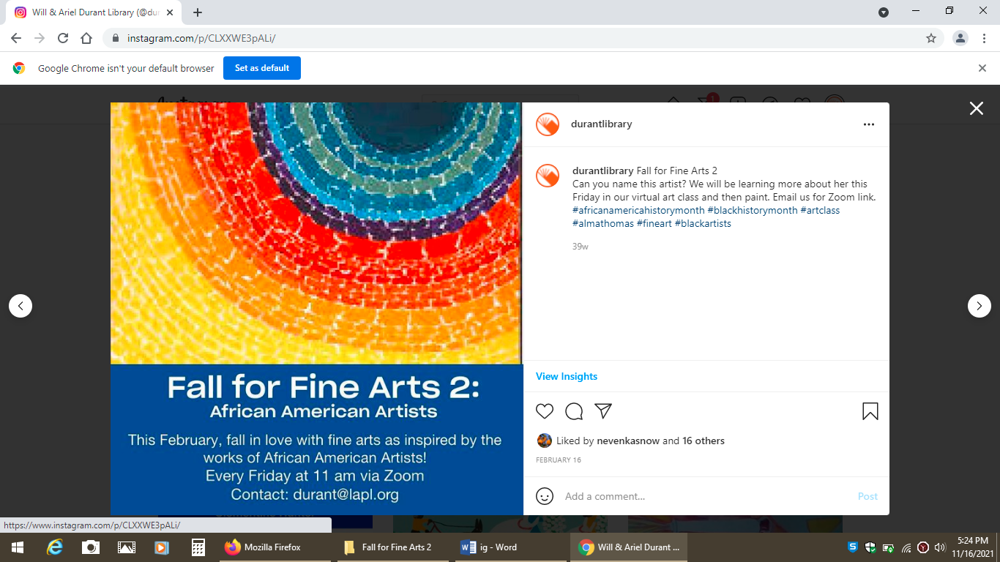 Will & Ariel Durant Library (@du
instagram.com/p/CLXXWE3pALi/
Google Chrome isn't your default browser
Set as default
1
durantlibrary
durantlibrary Fall for Fine Arts 2
Can you name this artist? We will be learning more about her this
Friday in our virtual art class and then paint. Email us for Zoom link.
#africanamericahistorymonth #blackhistorymonth #artclass
#almathomas #fineart #blackartists
39w
Fall for Fine Arts 2:
African American Artists
This February, fall in love with fine arts as inspired by the
works of African American Artists!
Every Friday at 11 am via Zoom
Contact: durant@lapl.org
View Insights
Liked by nevenkasnow and 16 others
FEBRUARY 16
Add a comment...
Post
https://www.instagram.com/p/CLXXWE3pALi/
Mozilla Firefox
Fall for Fine Arts 2
ig - Word
Will & Ariel Durant ...
5:24 PM
11/16/2021